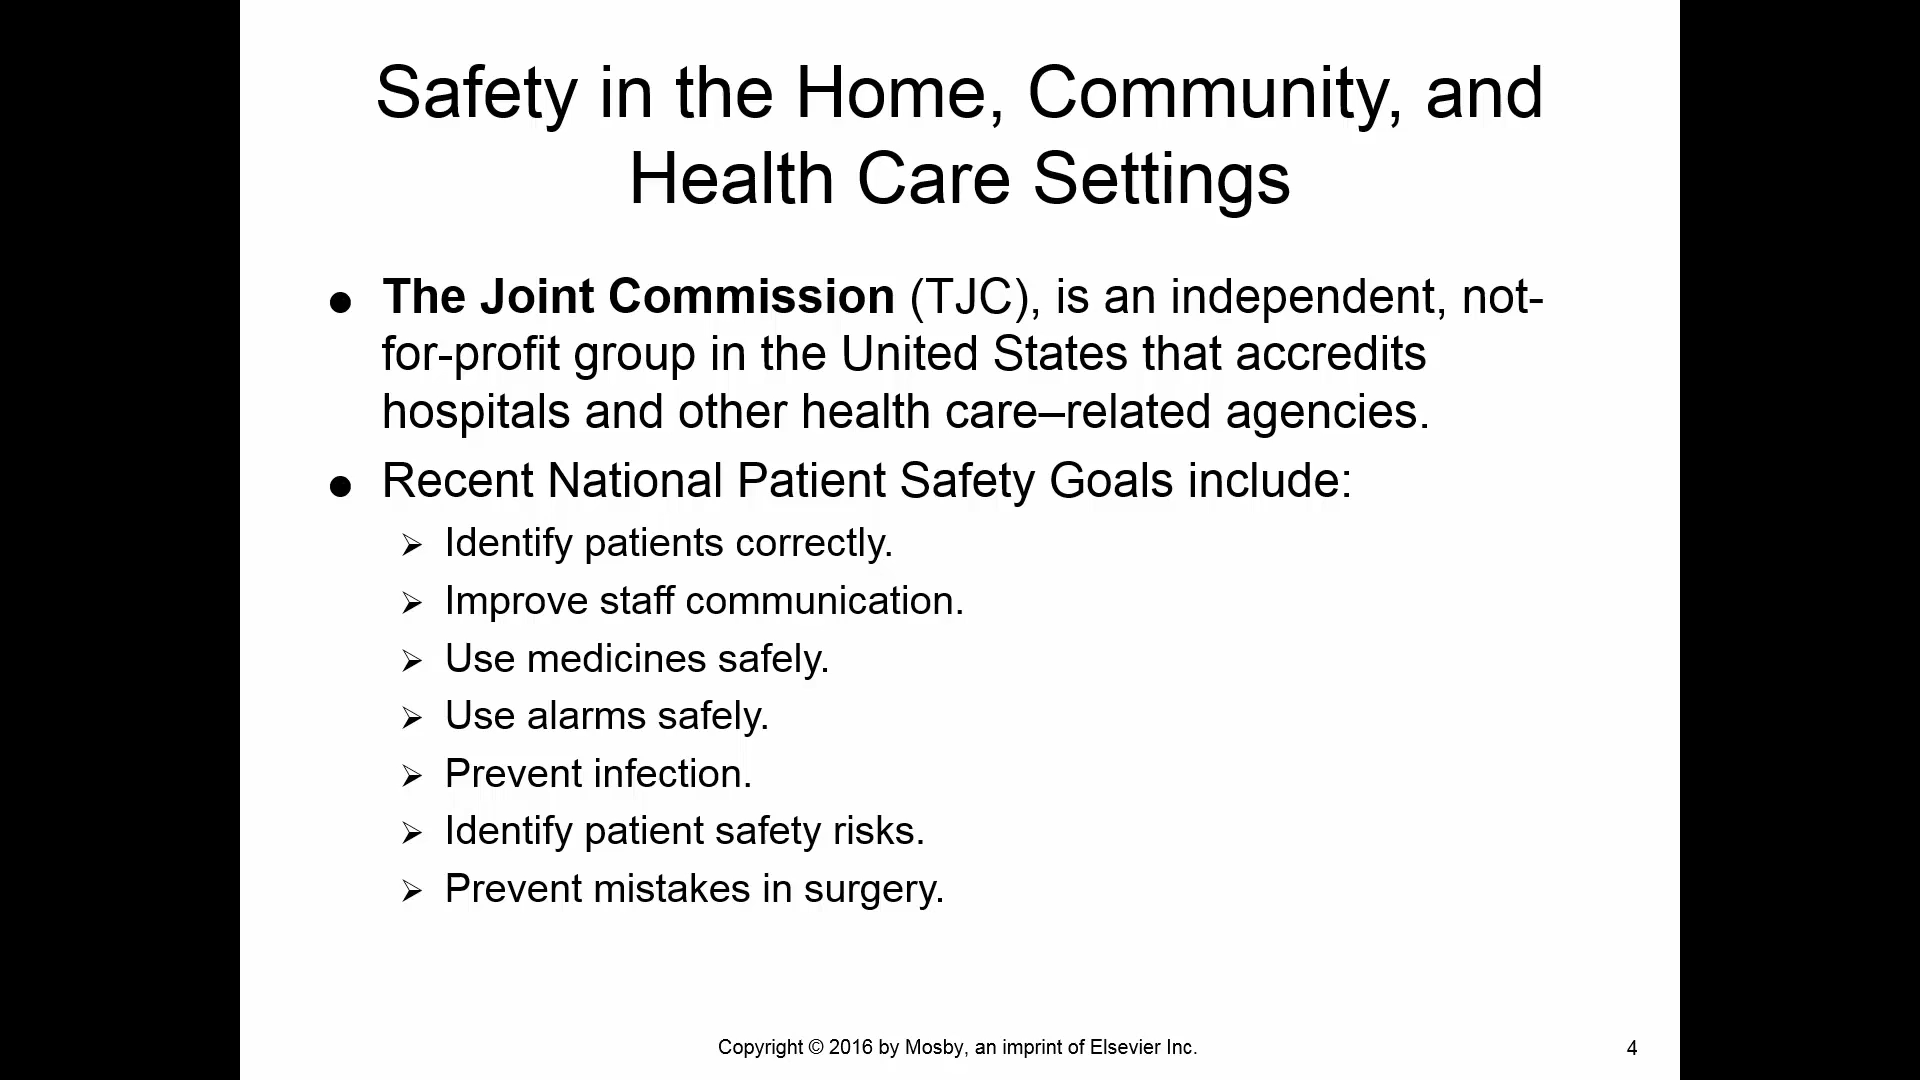 Safety in the Home, Community, and
Health Care Settings
● The Joint Commission (TJC), is an independent, not-
for-profit group in the United States that accredits
hospitals and other health care–related agencies.
● Recent National Patient Safety Goals include:
➢ Identify patients correctly.
➢ Improve staff communication.
➢ Use medicines safely.
➢ Use alarms safely.
➢ Prevent infection.
➢ Identify patient safety risks.
➢ Prevent mistakes in surgery.
Copyright © 2016 by Mosby, an imprint of Elsevier Inc.
4